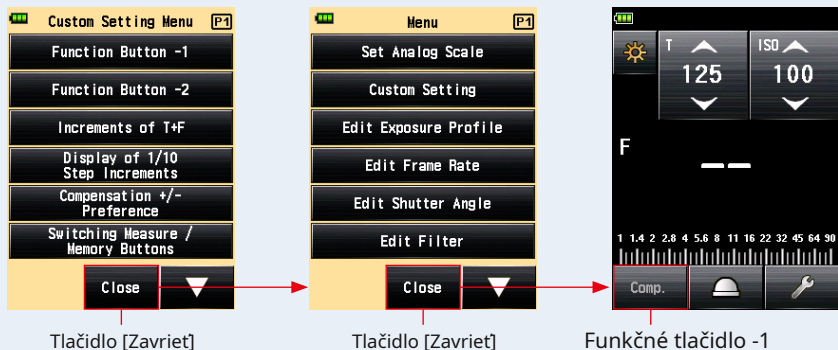 Custom Setting Menu P1
Function Button -1
Function Button -2
Increments of T+F
Display of 1/10
Step Increments
Compensation +/-
Preference
Switching Measure /
Memory Buttons
Close
Tlačidlo [Zavrieť]
Menu P1
Set Analog Scale
Custom Setting
Edit Exposure Profile
Edit Frame Rate
Edit Shutter Angle
Edit Filter
Close
Tlačidlo [Zavrieť]
T ISO
125 100
F
1 1.4 2 2.8 4 5.6 8 11 16 22 32 45 64 90
Comp.
Funkčné tlačidlo -1